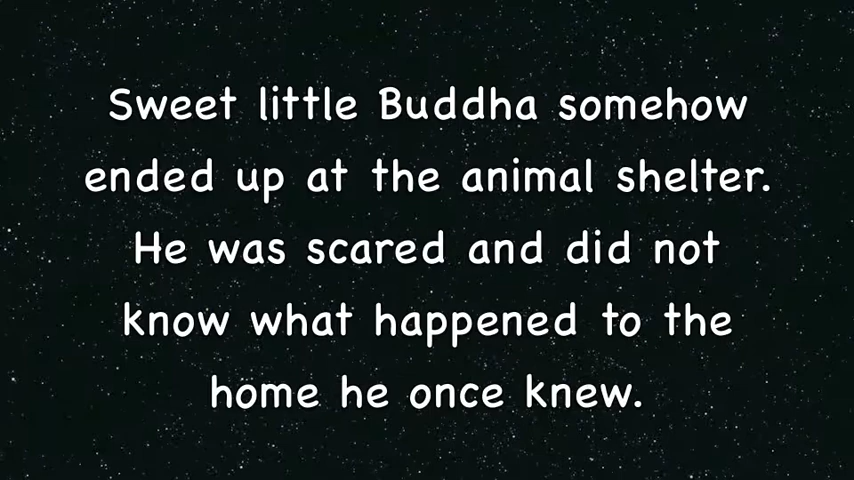 Sweet little Buddha somehow
ended up at the animal shelter.
He was scared and did not
know what happened to the
home he once knew.